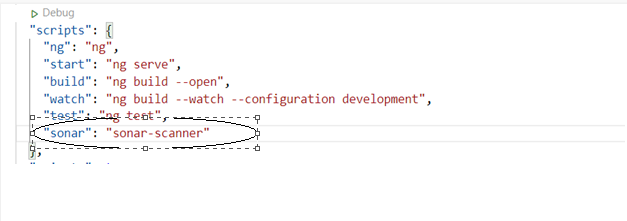 Debug
"scripts": {
"ng": "ng",
"start": "ng serve",
"build": "ng build --open",
"watch": "ng build --watch --configuration development",
"test": "ng test",
"sonar": "sonar-scanner"
},